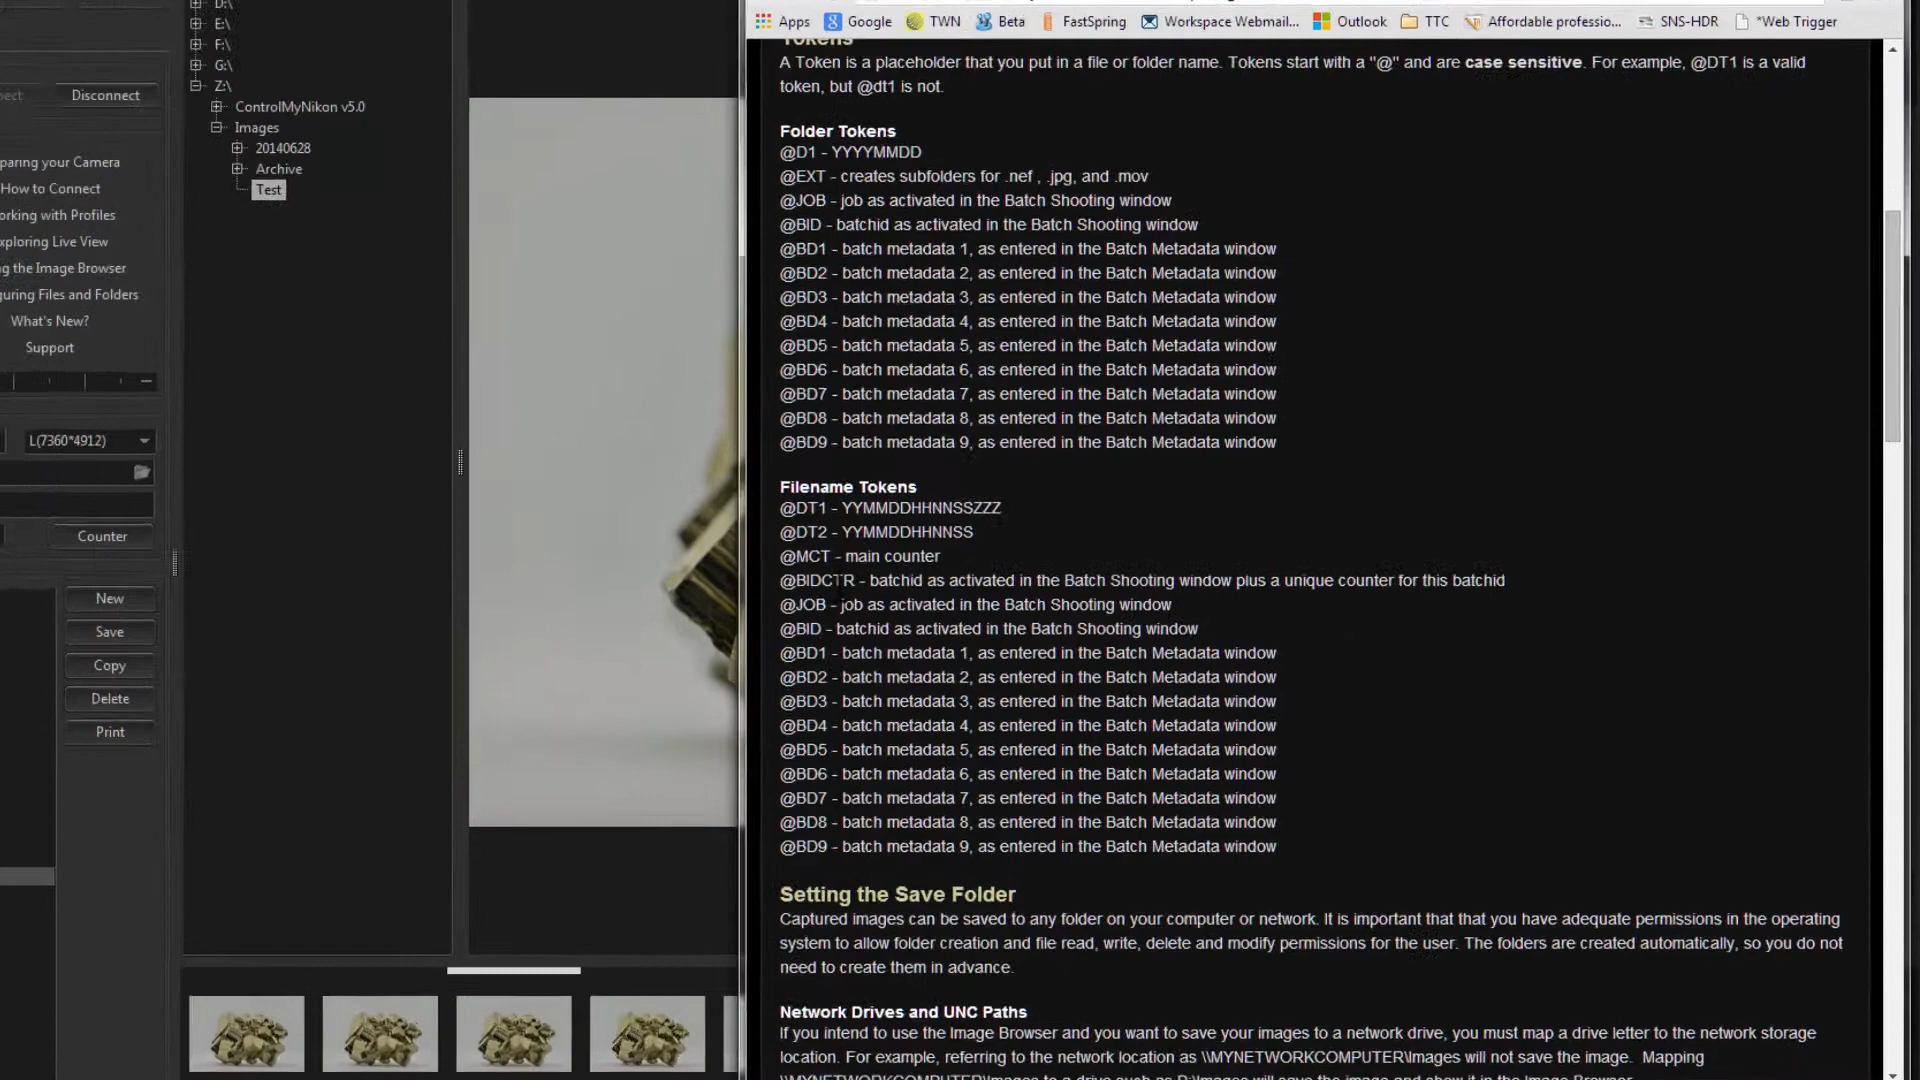 Apps Google TWN Beta FastSpring Workspace Webmail... Outlook TTC Affordable professio... SNS-HDR *Web Trigger
D:\
E:\
F:\
G:\
Z:\
ControlMyNikon v5.0
Images
20140628
Archive
Test
Disconnect
paring your Camera
How to Connect
orking with Profiles
xploring Live View
g the Image Browser
guring Files and Folders
What's New?
Support
L(7360*4912)
Counter
New
Save
Copy
Delete
Print
Tokens
A Token is a placeholder that you put in a file or folder name. Tokens start with a "@" and are case sensitive. For example, @DT1 is a valid
token, but @dt1 is not.
Folder Tokens
@D1 - YYYYMMDD
@EXT - creates subfolders for .nef , .jpg, and .mov
@JOB - job as activated in the Batch Shooting window
@BID - batchid as activated in the Batch Shooting window
@BD1 - batch metadata 1, as entered in the Batch Metadata window
@BD2 - batch metadata 2, as entered in the Batch Metadata window
@BD3 - batch metadata 3, as entered in the Batch Metadata window
@BD4 - batch metadata 4, as entered in the Batch Metadata window
@BD5 - batch metadata 5, as entered in the Batch Metadata window
@BD6 - batch metadata 6, as entered in the Batch Metadata window
@BD7 - batch metadata 7, as entered in the Batch Metadata window
@BD8 - batch metadata 8, as entered in the Batch Metadata window
@BD9 - batch metadata 9, as entered in the Batch Metadata window
Filename Tokens
@DT1 - YYMMDDHHNNSSZZZ
@DT2 - YYMMDDHHNNSS
@MCT - main counter
@BIDCTR - batchid as activated in the Batch Shooting window plus a unique counter for this batchid
@JOB - job as activated in the Batch Shooting window
@BID - batchid as activated in the Batch Shooting window
@BD1 - batch metadata 1, as entered in the Batch Metadata window
@BD2 - batch metadata 2, as entered in the Batch Metadata window
@BD3 - batch metadata 3, as entered in the Batch Metadata window
@BD4 - batch metadata 4, as entered in the Batch Metadata window
@BD5 - batch metadata 5, as entered in the Batch Metadata window
@BD6 - batch metadata 6, as entered in the Batch Metadata window
@BD7 - batch metadata 7, as entered in the Batch Metadata window
@BD8 - batch metadata 8, as entered in the Batch Metadata window
@BD9 - batch metadata 9, as entered in the Batch Metadata window
Setting the Save Folder
Captured images can be saved to any folder on your computer or network. It is important that that you have adequate permissions in the operating
system to allow folder creation and file read, write, delete and modify permissions for the user. The folders are created automatically, so you do not
need to create them in advance.
Network Drives and UNC Paths
If you intend to use the Image Browser and you want to save your images to a network drive, you must map a drive letter to the network storage
location. For example, referring to the network location as \\MYNETWORKCOMPUTER\Images will not save the image. Mapping
\\MYNETWORKCOMPUTER\Images to a drive such as D:\Images will save the image and show it in the Image Browser.